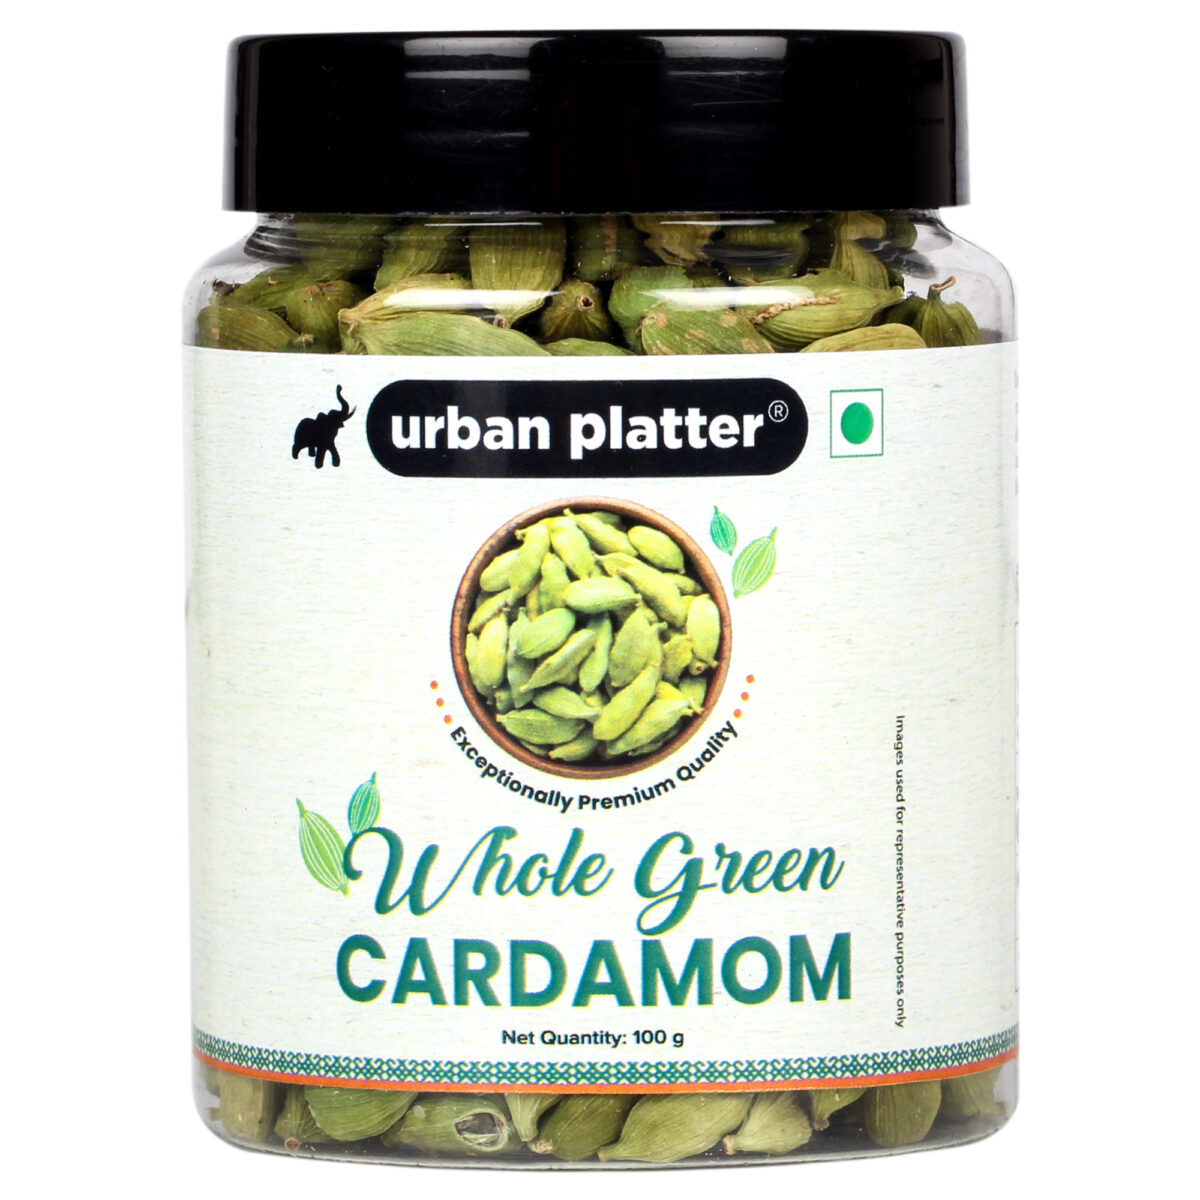 urban platter®
Exceptionally Premium Quality
Whole Green
CARDAMOM
Net Quantity: 100 g
Images used for representative purposes only